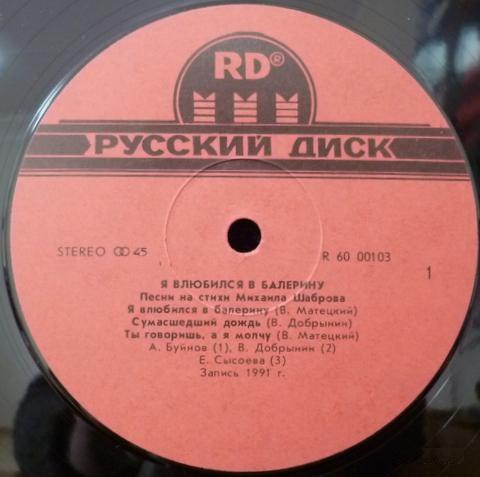 RD®
РУССКИЙ ДИСК
STEREO ꝎꝎ 45
R 60 00103
1
Я ВЛЮБИЛСЯ В БАЛЕРИНУ
Песни на стихи Михаила Шаброва
Я влюбился в балерину (В. Матецкий)
Сумасшедший дождь (В. Добрынин)
Ты говоришь, а я молчу (В. Матецкий)
А. Буйнов (1), В. Добрынин (2)
Е. Сысоева (3)
Запись 1991 г.